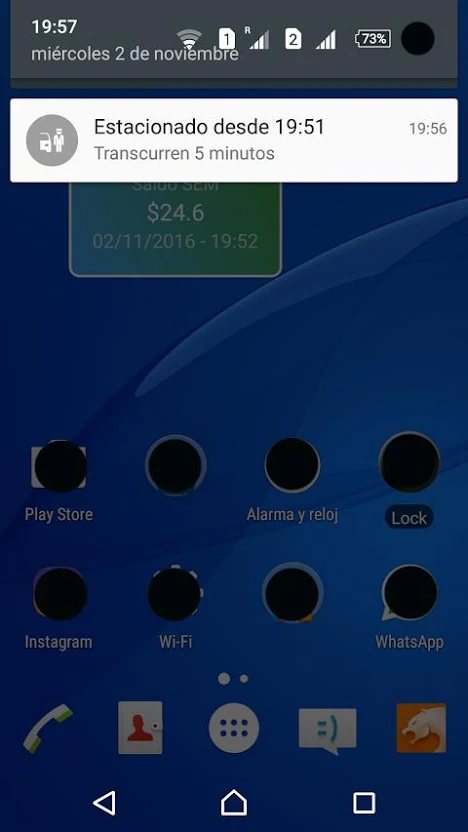 19:57
1
R
2
73%
miércoles 2 de noviembre
Estacionado desde 19:51
19:56
Transcurren 5 minutos
Saldo SEM
$24.6
02/11/2016 - 19:52
Play Store
Alarma y reloj
Lock
Instagram
Wi-Fi
WhatsApp
:)